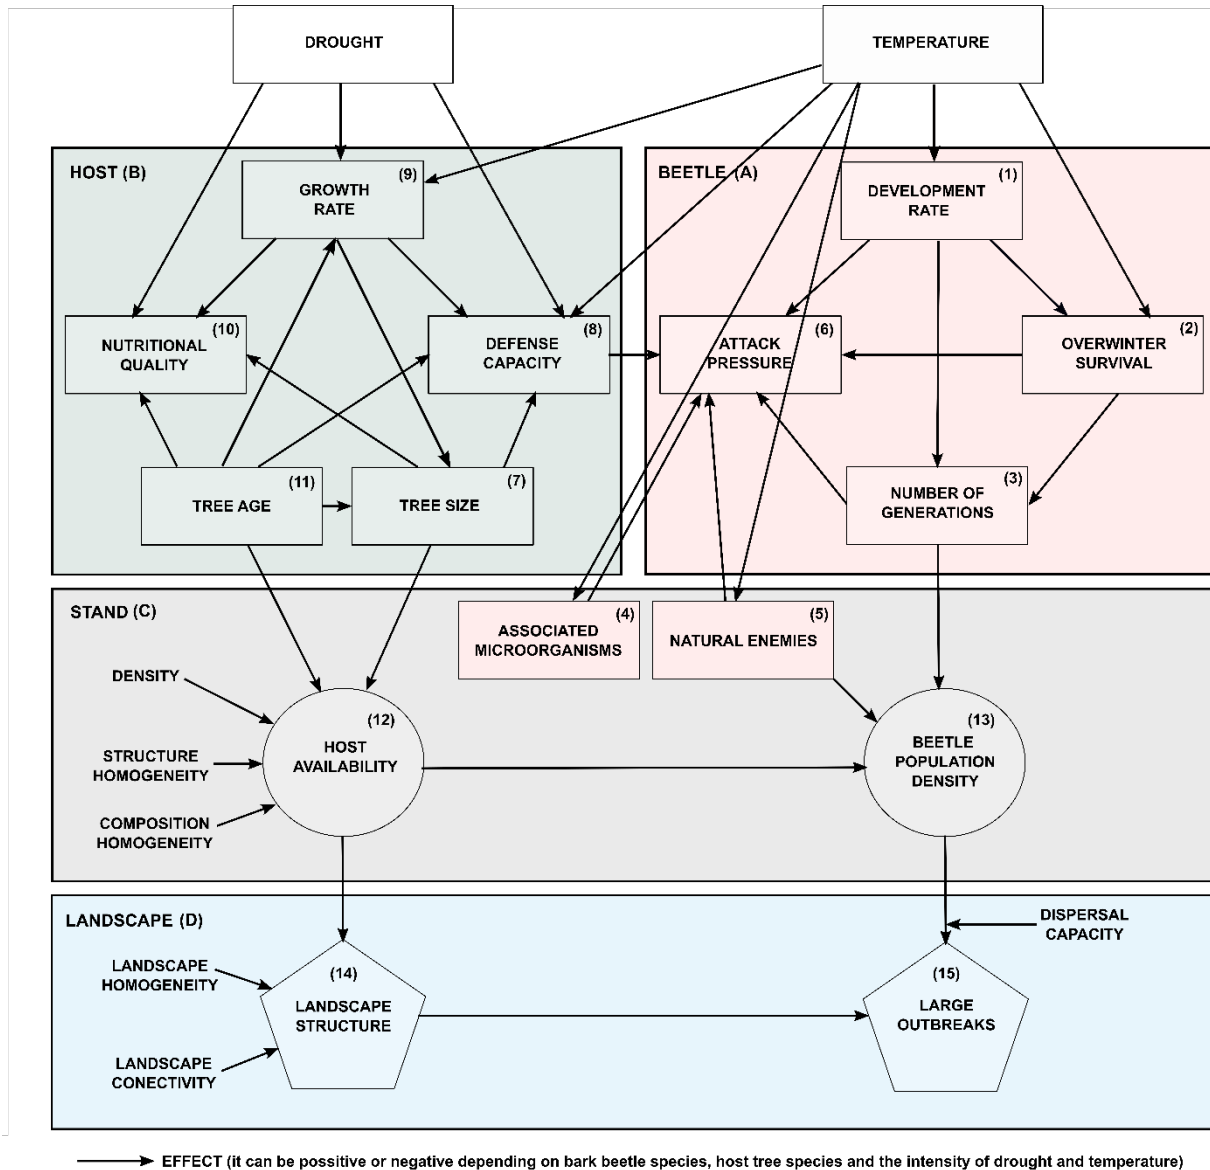 DROUGHT
TEMPERATURE
HOST (B)
(9)
GROWTH
RATE
BEETLE (A)
(1)
DEVELOPMENT
RATE
(10)
NUTRITIONAL
QUALITY
(8)
DEFENSE
CAPACITY
(6)
ATTACK
PRESSURE
(2)
OVERWINTER
SURVIVAL
(11)
TREE AGE
(7)
TREE SIZE
(3)
NUMBER OF
GENERATIONS
STAND (C)
(4)
ASSOCIATED
MICROORGANISMS
(5)
NATURAL ENEMIES
DENSITY
STRUCTURE
HOMOGENEITY
COMPOSITION
HOMOGENEITY
(12)
HOST
AVAILABILITY
(13)
BEETLE
POPULATION
DENSITY
LANDSCAPE (D)
DISPERSAL
CAPACITY
LANDSCAPE
HOMOGENEITY
LANDSCAPE
CONECTIVITY
(14)
LANDSCAPE
STRUCTURE
(15)
LARGE
OUTBREAKS
EFFECT (it can be possitive or negative depending on bark beetle species, host tree species and the intensity of drought and temperature)